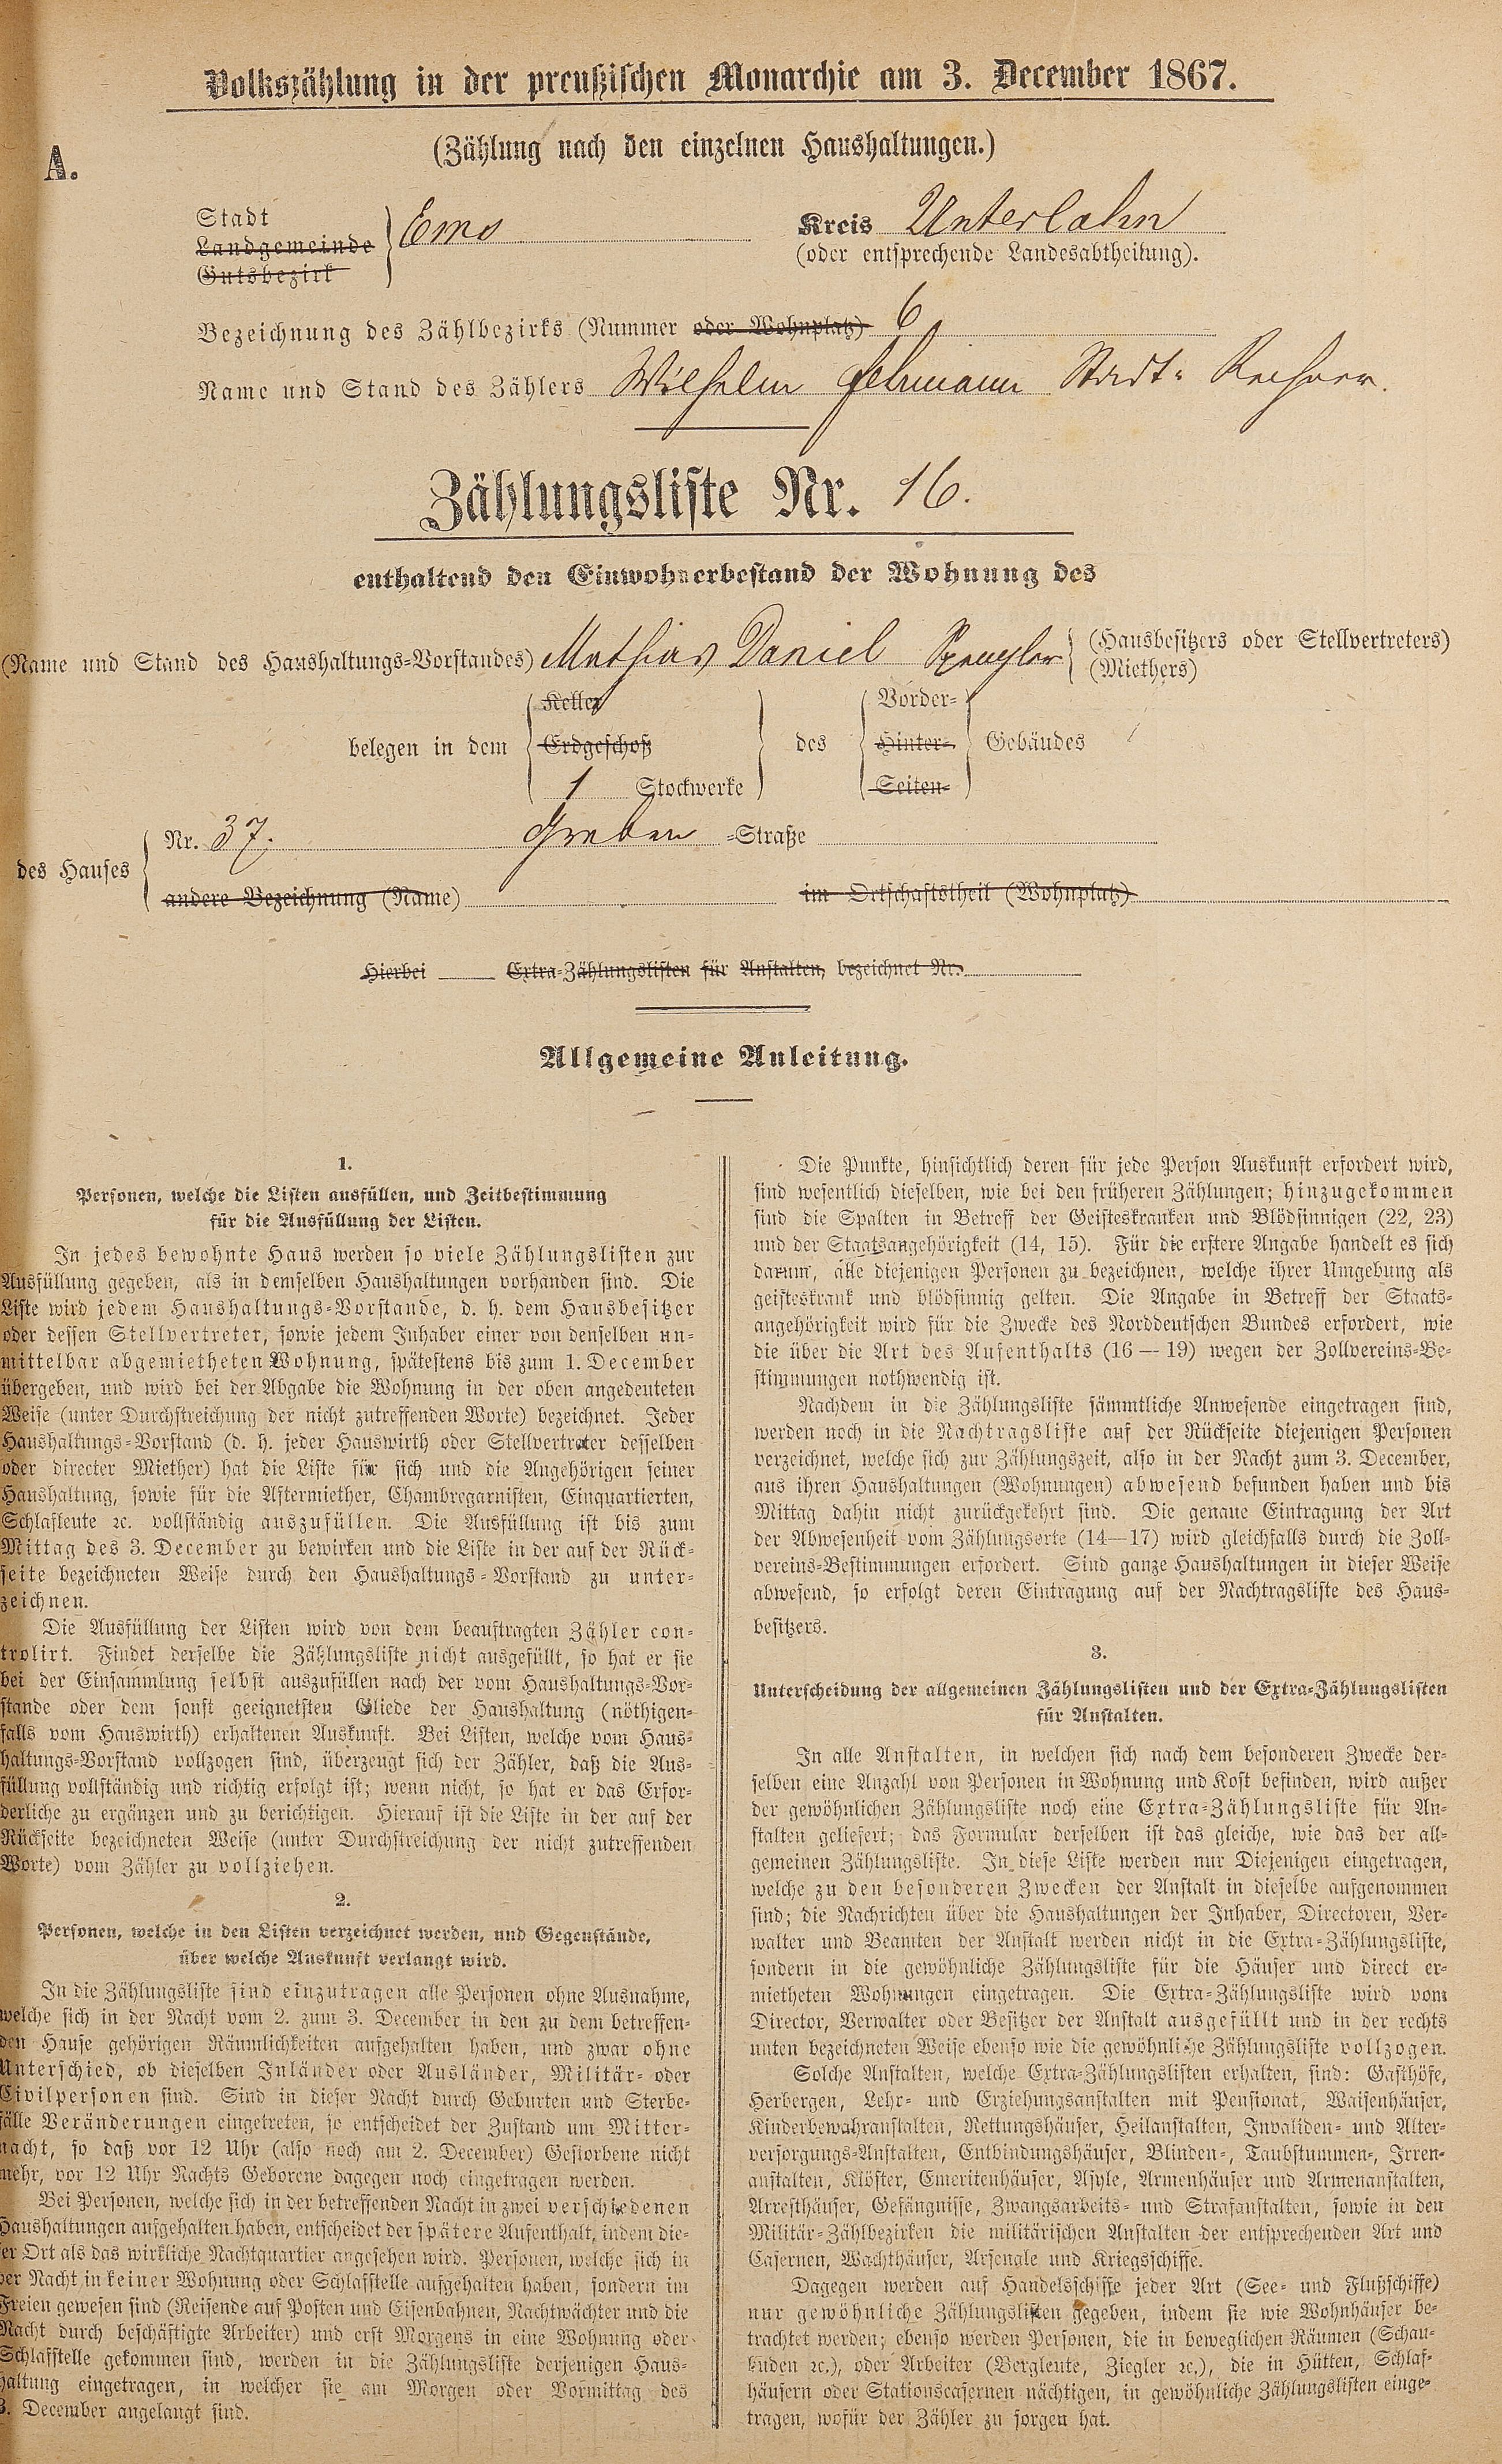 Volkszählung in der preußischen Monarchie am 3. December 1867.
(Zählung nach den einzelnen Haushaltungen.)
A.
Stadt
Landgemeinde
Gutsbezirk
Ems
Kreis Unterlahn
(oder entsprechende Landesabtheilung).
Bezeichnung des Zählbezirks (Nummer oder Wohnplatz) 6
Name und Stand des Zählers Wilhelm Fehrmann Stadt- Rechner.
Zählungsliste Nr. 16.
enthaltend den Einwohnerbestand der Wohnung des
(Name und Stand des Haushaltungs-Vorstandes) Mathias Daniel Spengler
(Hausbesitzers oder Stellvertreters)
(Miethers)
belegen in dem
Keller
Erdgeschoß
1 Stockwerke
des
Vorder-
Hinter-
Seiten-
Gebäudes
des Hauses
Nr. 37. Graben -Straße
andere Bezeichnung (Name) im Ortschaftstheil (Wohnplatz)
Hierbei Extra-Zählungslisten für Anstalten, bezeichnet Nr.
Allgemeine Anleitung.
1.
Personen, welche die Listen ausfüllen, und Zeitbestimmung
für die Ausfüllung der Listen.
In jedes bewohnte Haus werden so viele Zählungslisten zur
Ausfüllung gegeben, als in demselben Haushaltungen vorhanden sind. Die
Liste wird jedem Haushaltungs-Vorstande, d. h. dem Hausbesitzer
oder dessen Stellvertreter, sowie jedem Inhaber einer von denselben un-
mittelbar abgemietheten Wohnung, spätestens bis zum 1. December
übergeben, und wird bei der Abgabe die Wohnung in der oben angedeuteten
Weise (unter Durchstreichung der nicht zutreffenden Worte) bezeichnet. Jeder
Haushaltungs-Vorstand (d. h. jeder Hauswirth oder Stellvertreter desselben
oder directer Miether) hat die Liste für sich und die Angehörigen seiner
Haushaltung, sowie für die Aftermiether, Chambregarnisten, Einquartierten,
Schlafleute ꝛc. vollständig auszufüllen. Die Ausfüllung ist bis zum
Mittag des 3. December zu bewirken und die Liste in der auf der Rück-
seite bezeichneten Weise durch den Haushaltungs-Vorstand zu unter-
zeichnen.
Die Ausfüllung der Listen wird von dem beauftragten Zähler con-
trolirt. Findet derselbe die Zählungsliste nicht ausgefüllt, so hat er sie
bei der Einsammlung selbst auszufüllen nach der vom Haushaltungs-Vor-
stande oder dem sonst geeignetsten Gliede der Haushaltung (nöthigen-
falls vom Hauswirth) erhaltenen Auskunft. Bei Listen, welche vom Haus-
haltungs-Vorstand vollzogen sind, überzeugt sich der Zähler, daß die Aus-
füllung vollständig und richtig erfolgt ist; wenn nicht, so hat er das Erfor-
derliche zu ergänzen und zu berichtigen. Hierauf ist die Liste in der auf der
Rückseite bezeichneten Weise (unter Durchstreichung der nicht zutreffenden
Worte) vom Zähler zu vollziehen.
2.
Personen, welche in den Listen verzeichnet werden, und Gegenstände,
über welche Auskunft verlangt wird.
In die Zählungsliste sind einzutragen alle Personen ohne Ausnahme,
welche sich in der Nacht vom 2. zum 3. December in den zu dem betreffen-
den Hause gehörigen Räumlichkeiten aufgehalten haben, und zwar ohne
Unterschied, ob dieselben Inländer oder Ausländer, Militär- oder
Civilpersonen sind. Sind in dieser Nacht durch Geburten und Sterbe-
fälle Veränderungen eingetreten, so entscheidet der Zustand um Mitter-
nacht, so daß vor 12 Uhr (also noch am 2. December) Gestorbene nicht
mehr, vor 12 Uhr Nachts Geborene dagegen noch eingetragen werden.
Bei Personen, welche sich in der betreffenden Nacht in zwei verschiedenen
Haushaltungen aufgehalten haben, entscheidet der spätere Aufenthalt, indem die-
ser Ort als das wirkliche Nachtquartier angesehen wird. Personen, welche sich in
der Nacht in keiner Wohnung oder Schlafstelle aufgehalten haben, sondern im
Freien gewesen sind (Reisende auf Posten und Eisenbahnen, Nachtwächter und die
Nacht durch beschäftigte Arbeiter) und erst Morgens in eine Wohnung oder
Schlafstelle gekommen sind, werden in die Zählungsliste derjenigen Haus-
haltung eingetragen, in welcher sie am Morgen oder Vormittag des
3. December angelangt sind.
Die Punkte, hinsichtlich deren für jede Person Auskunft erfordert wird,
sind wesentlich dieselben, wie bei den früheren Zählungen; hinzugekommen
sind die Spalten in Betreff der Geisteskranken und Blödsinnigen (22, 23)
und der Staatsangehörigkeit (14, 15). Für die erstere Angabe handelt es sich
darum, alle diejenigen Personen zu bezeichnen, welche ihrer Umgebung als
geisteskrank und blödsinnig gelten. Die Angabe in Betreff der Staats-
angehörigkeit wird für die Zwecke des Norddeutschen Bundes erfordert, wie
die über die Art des Aufenthalts (16 — 19) wegen der Zollvereins-Be-
stimmungen nothwendig ist.
Nachdem in die Zählungsliste sämmtliche Anwesende eingetragen sind,
werden noch in die Nachtragsliste auf der Rückseite diejenigen Personen
verzeichnet, welche sich zur Zählungszeit, also in der Nacht zum 3. December,
aus ihren Haushaltungen (Wohnungen) abwesend befunden haben und bis
Mittag dahin nicht zurückgekehrt sind. Die genaue Eintragung der Art
der Abwesenheit vom Zählungsorte (14—17) wird gleichfalls durch die Zoll-
vereins-Bestimmungen erfordert. Sind ganze Haushaltungen in dieser Weise
abwesend, so erfolgt deren Eintragung auf der Nachtragsliste des Haus-
besitzers.
3.
Unterscheidung der allgemeinen Zählungslisten und der Extra-Zählungslisten
für Anstalten.
In alle Anstalten, in welchen sich nach dem besonderen Zwecke der-
selben eine Anzahl von Personen in Wohnung und Kost befinden, wird außer
der gewöhnlichen Zählungsliste noch eine Extra-Zählungsliste für An-
stalten geliefert; das Formular derselben ist das gleiche, wie das der all-
gemeinen Zählungsliste. In diese Liste werden nur Diejenigen eingetragen,
welche zu den besonderen Zwecken der Anstalt in dieselbe aufgenommen
sind; die Nachrichten über die Haushaltungen der Inhaber, Directoren, Ver-
walter und Beamten der Anstalt werden nicht in die Extra-Zählungsliste,
sondern in die gewöhnliche Zählungsliste für die Häuser und direct er-
mietheten Wohnungen eingetragen. Die Extra-Zählungsliste wird vom
Director, Verwalter oder Besitzer der Anstalt ausgefüllt und in der rechts
unten bezeichneten Weise ebenso wie die gewöhnliche Zählungsliste vollzogen.
Solche Anstalten, welche Extra-Zählungslisten erhalten, sind: Gasthöfe,
Herbergen, Lehr- und Erziehungsanstalten mit Pensionat, Waisenhäuser,
Kinderbewahranstalten, Rettungshäuser, Heilanstalten, Invaliden- und Alter-
versorgungs-Anstalten, Entbindungshäuser, Blinden-, Taubstummen-, Irren-
anstalten, Klöster, Emeritenhäuser, Asyle, Armenhäuser und Armenanstalten,
Arresthäuser, Gefängnisse, Zwangsarbeits- und Strafanstalten, sowie in den
Militär-Zählbezirken die militärischen Anstalten der entsprechenden Art und
Casernen, Wachthäuser, Arsenale und Kriegsschiffe.
Dagegen werden auf Handelsschiffe jeder Art (See- und Flußschiffe)
nur gewöhnliche Zählungslisten gegeben, indem sie wie Wohnhäuser be-
trachtet werden; ebenso werden Personen, die in beweglichen Räumen (Schau-
buden ꝛc.), oder Arbeiter (Bergleute, Ziegler ꝛc.), die in Hütten, Schlaf-
häusern oder Stationscasernen nächtigen, in gewöhnliche Zählungslisten einge-
tragen, wofür der Zähler zu sorgen hat.